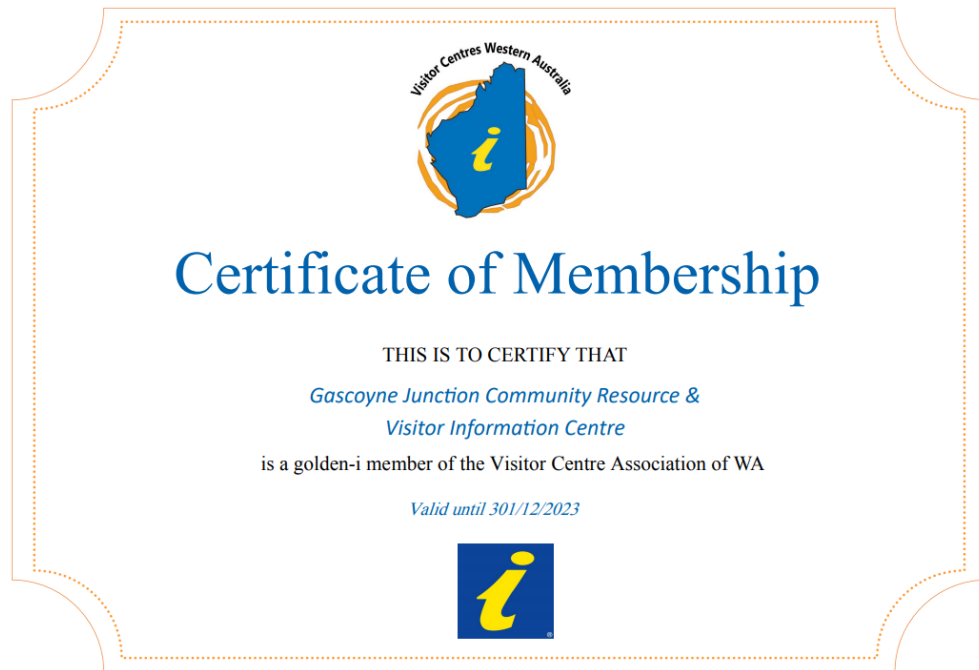 Visitor Centres Western Australia
i
Certificate of Membership
THIS IS TO CERTIFY THAT
Gascoyne Junction Community Resource &
Visitor Information Centre
is a golden-i member of the Visitor Centre Association of WA
Valid until 301/12/2023
i
®